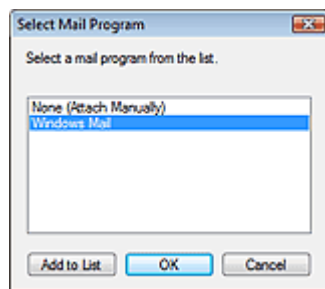 Select Mail Program
Select a mail program from the list.
None (Attach Manually)
Windows Mail
Add to List OK Cancel